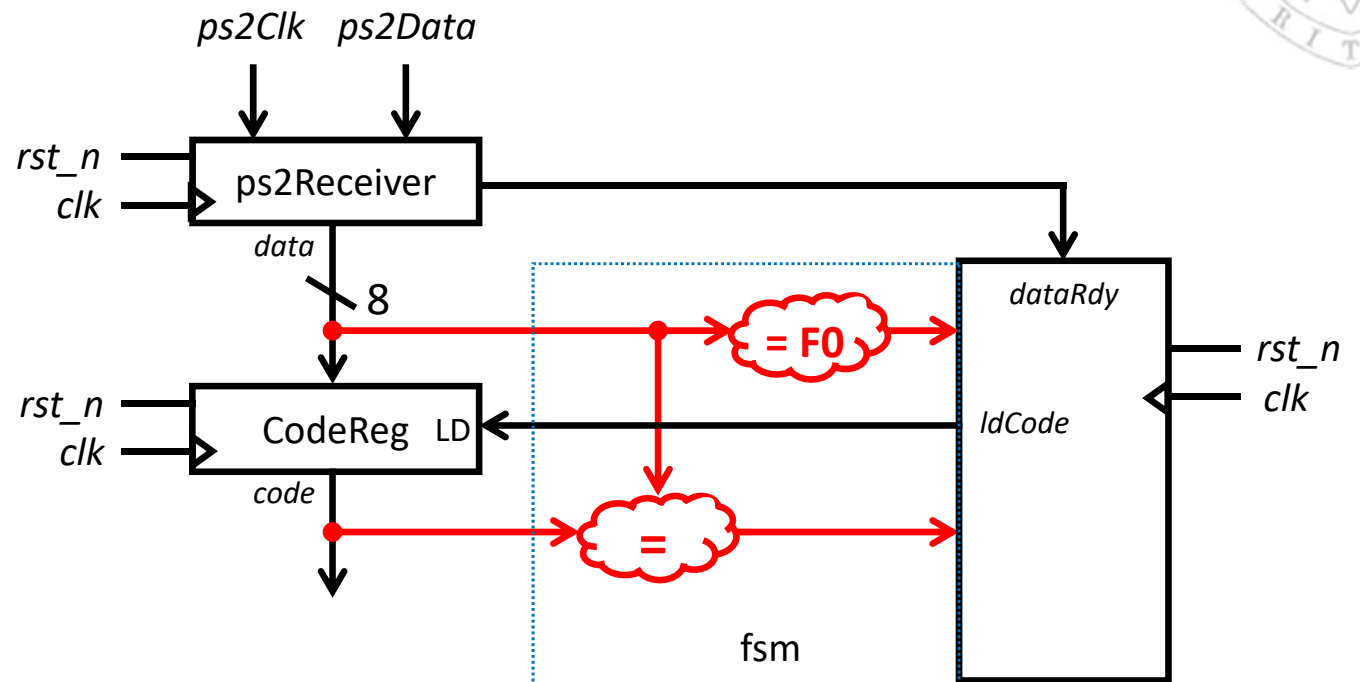 ps2Clk ps2Data
rst_n
clk
ps2Receiver
data
8
dataRdy
= F0
rst_n
clk
rst_n
clk
CodeReg LD
ldCode
code
=
fsm